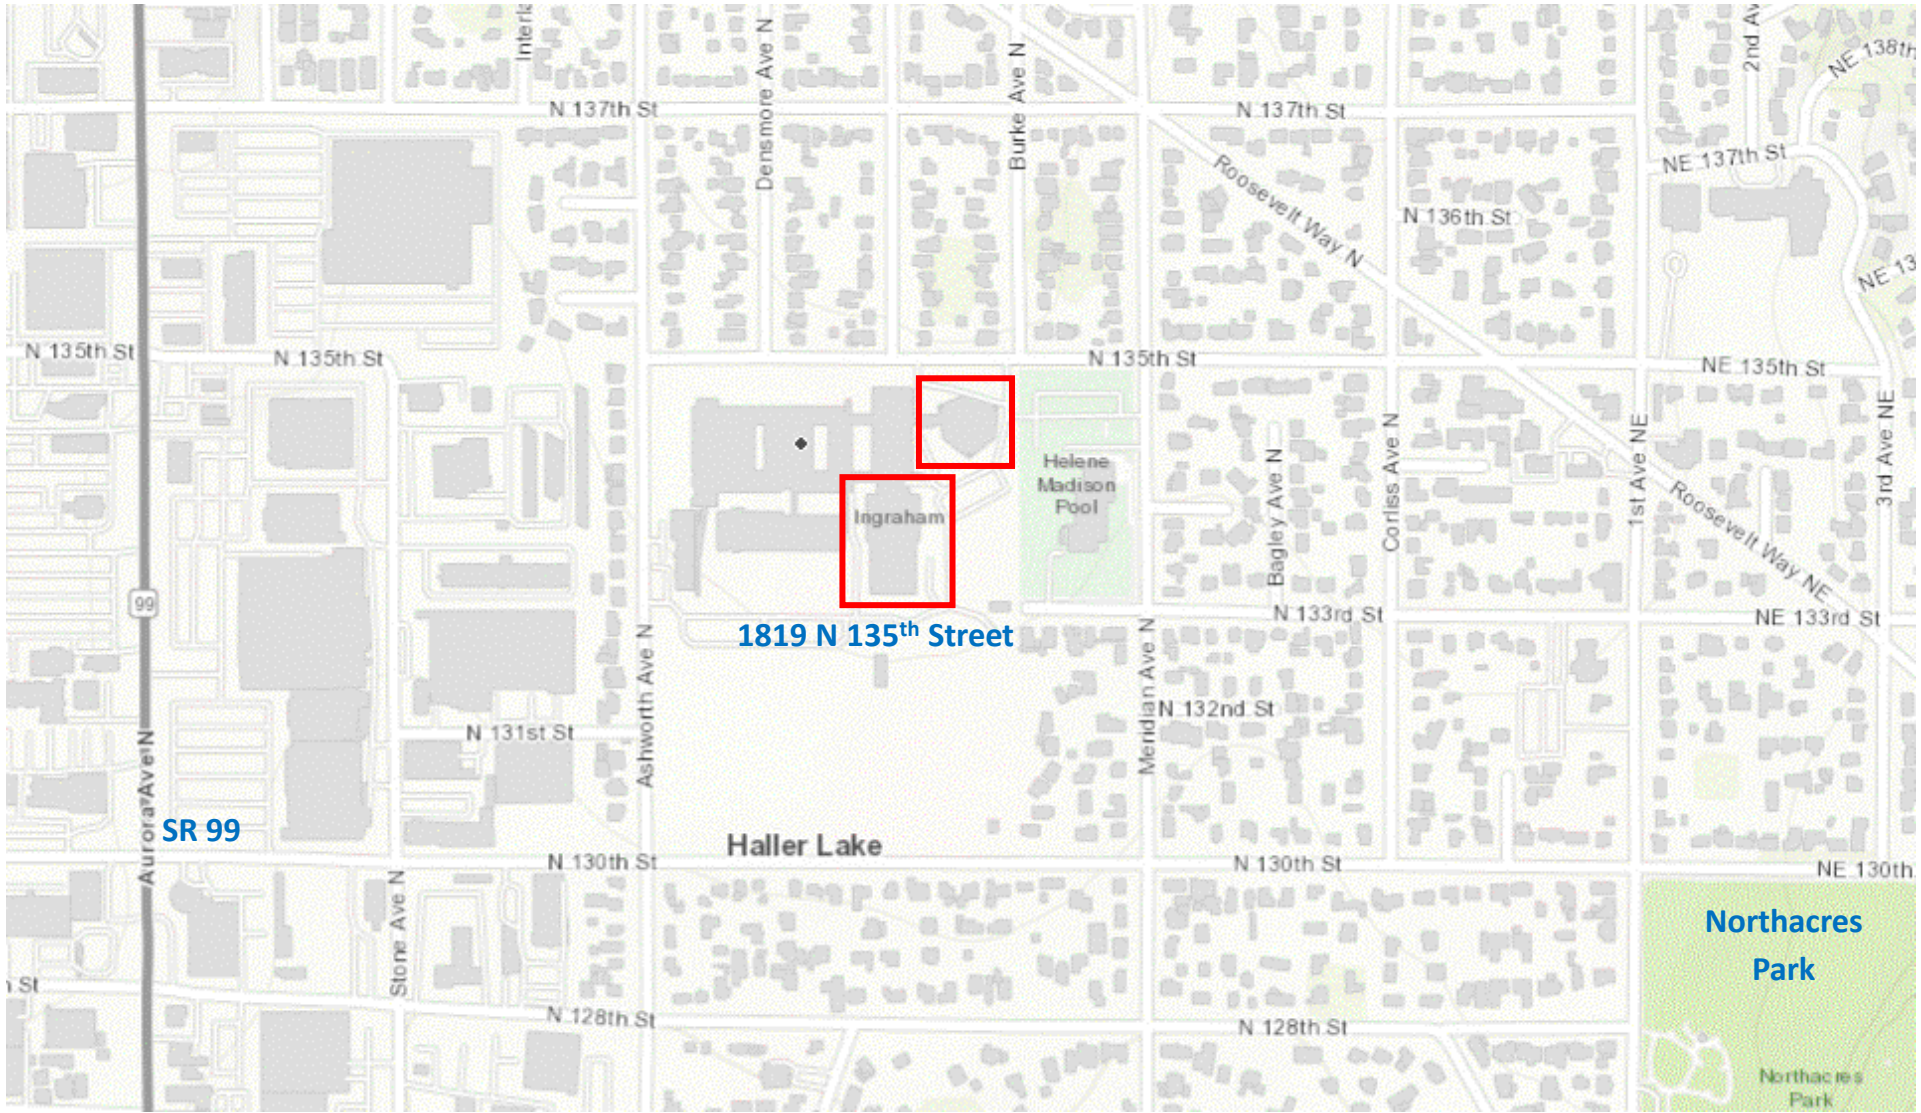 Interla
Densmore Ave N
Burke Ave N
2nd Av
NE 138th
N 137th St
N 137th St
NE 137th St
Roosevelt Way N
N 136th St
NE 13
N 135th St
N 135th St
N 135th St
NE 135th St
3rd Ave NE
1st Ave NE
Corliss Ave N
Bagley Ave N
Helene
Madison
Pool
Ingraham
Roosevelt Way NE
99
N 133rd St
NE 133rd St
1819 N 135th Street
Ashworth Ave N
Meridian Ave N
N 132nd St
N 131st St
Aurora Ave N
SR 99
Haller Lake
N 130th St
N 130th St
NE 130th
Stone Ave N
Northacres
Park
St
N 128th St
N 128th St
Northacres
Park